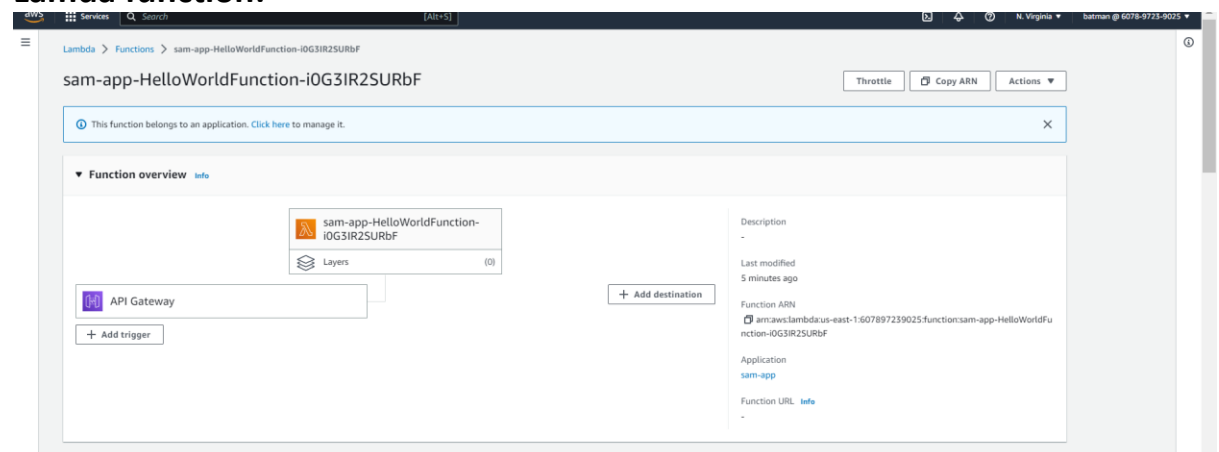 Lamda function:
aws Services Search [Alt+S] N. Virginia ▼ batman @ 6078-9723-9025 ▼
Lambda > Functions > sam-app-HelloWorldFunction-i0G3IR2SURbF
sam-app-HelloWorldFunction-i0G3IR2SURbF
Throttle
Copy ARN
Actions ▼
This function belongs to an application. Click here to manage it.
▼ Function overview Info
sam-app-HelloWorldFunction-
i0G3IR2SURbF
Layers (0)
API Gateway
+ Add trigger
+ Add destination
Description
-
Last modified
5 minutes ago
Function ARN
arn:aws:lambda:us-east-1:607897239025:function:sam-app-HelloWorldFu
nction-i0G3IR2SURbF
Application
sam-app
Function URL Info
-